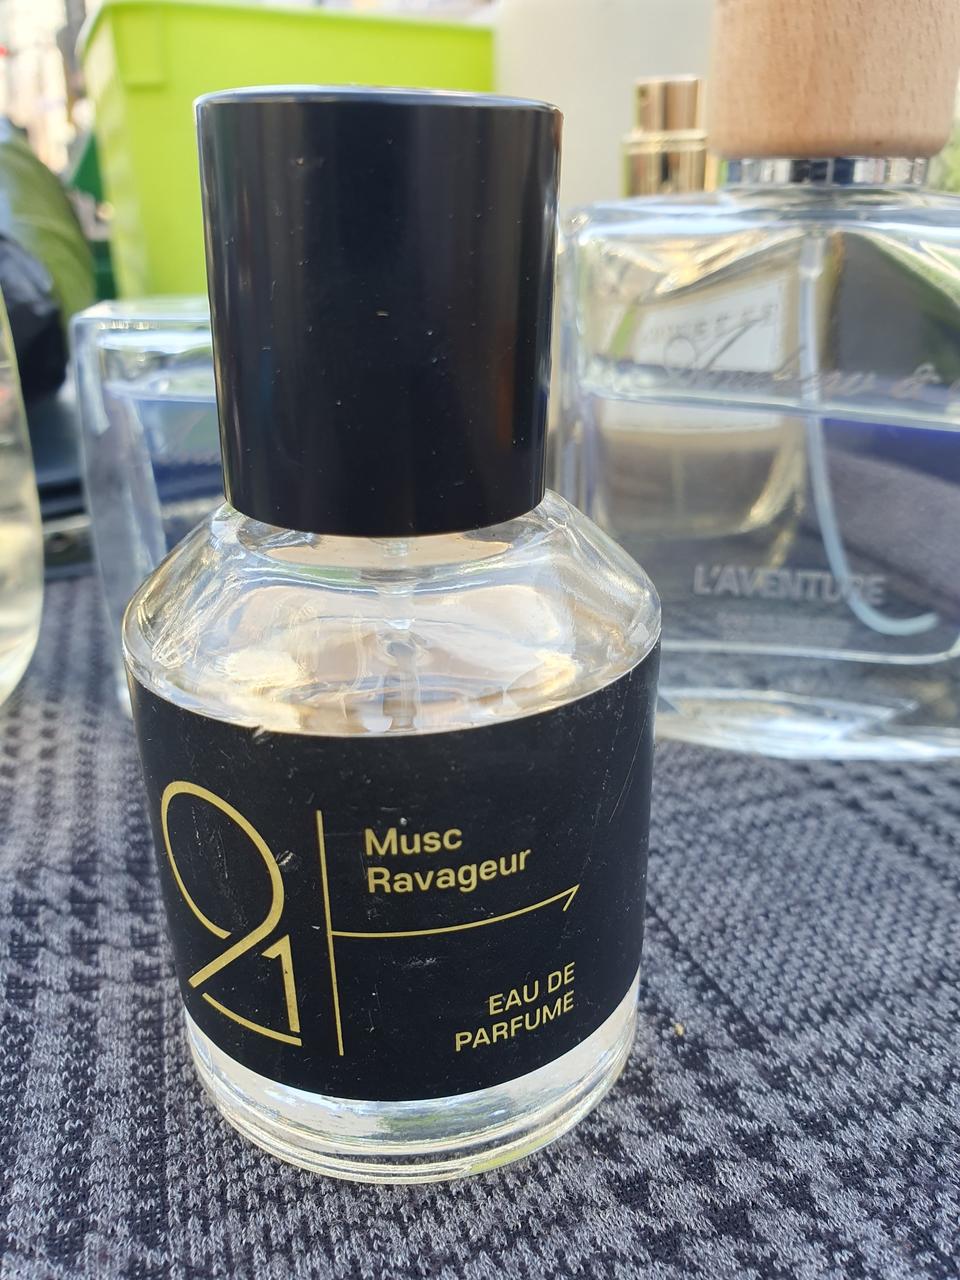 21
Musc
Ravageur
EAU DE
PARFUME
L'AVENTURE